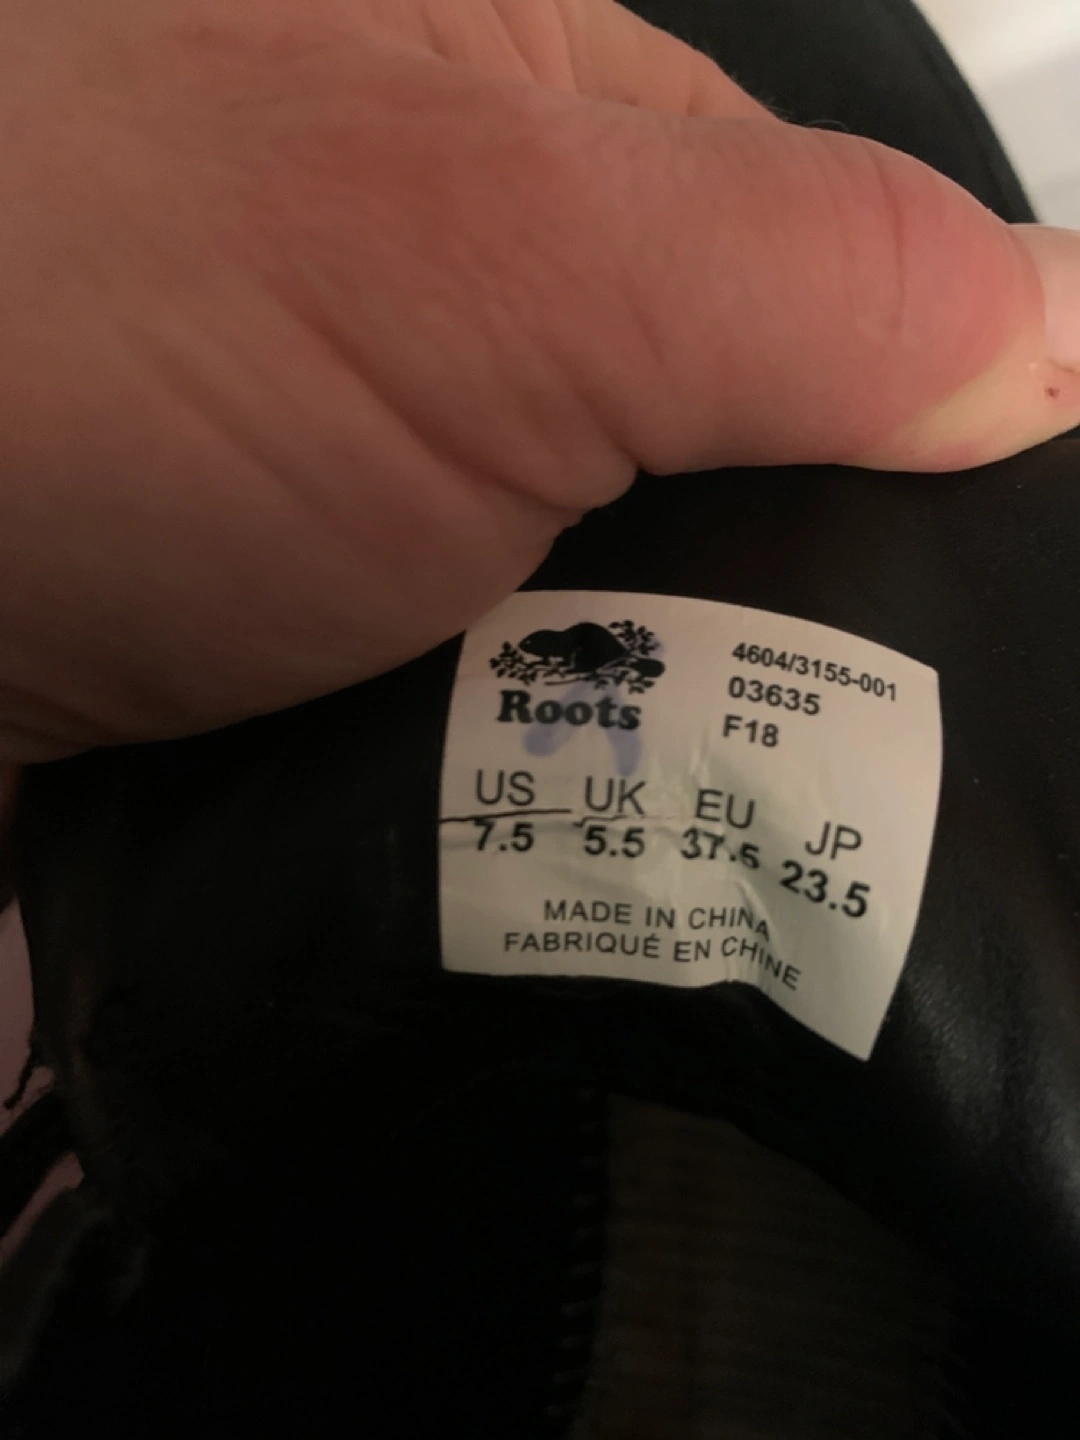 Roots
4604/3155-001
03635
F18
US UK EU JP
7.5 5.5 37.5 23.5
MADE IN CHINA
FABRIQUÉ EN CHINE